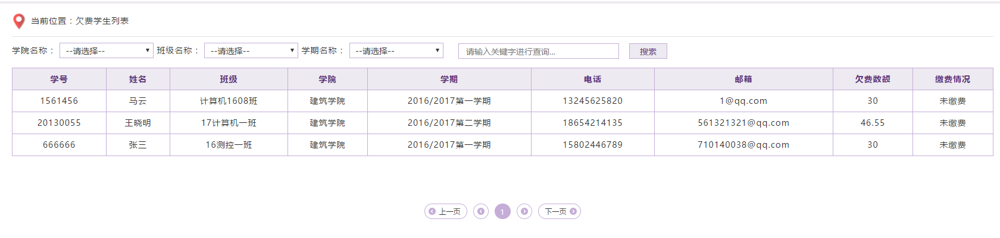 当前位置：欠费学生列表
学院名称： --请选择-- 班级名称： --请选择-- 学期名称： --请选择-- 请输入关键字进行查询... 搜索
学号 姓名 班级 学院 学期 电话 邮箱 欠费数额 缴费情况
1561456 马云 计算机1608班 建筑学院 2016/2017第一学期 13245625820 1@qq.com 30 未缴费
20130055 王晓明 17计算机一班 建筑学院 2016/2017第二学期 18654214135 561321321@qq.com 46.55 未缴费
666666 张三 16测控一班 建筑学院 2016/2017第一学期 15802446789 710140038@qq.com 30 未缴费
上一页 1 下一页